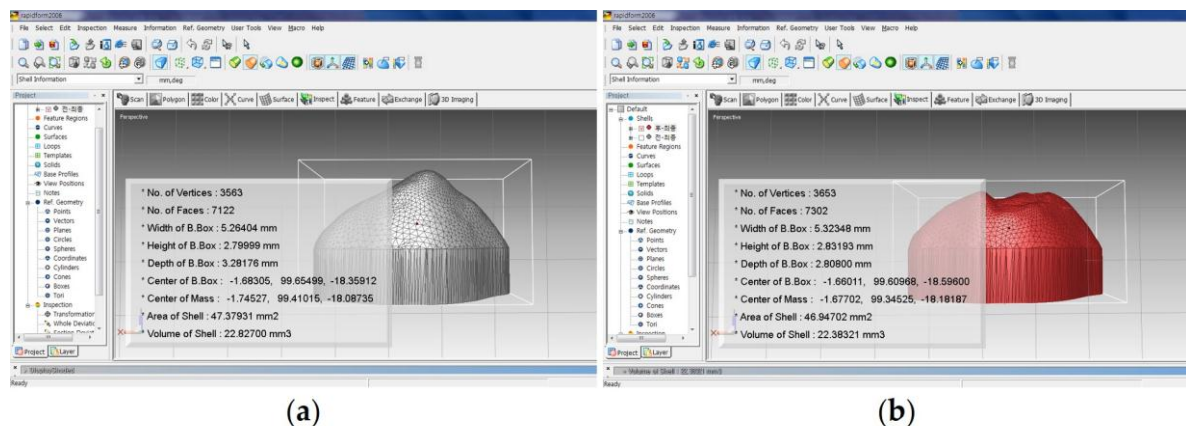 rapidform2006
File Select Edit Inspection Measure Information Ref. Geometry User Tools View Macro Help
Shell Information mm,deg
Project
Scan Polygon Color Curve Surface Inspect Feature Exchange 3D Imaging
Perspective
전-최종
Feature Regions
Curves
Surfaces
Loops
Templates
Solids
Base Profiles
View Positions
Notes
Ref. Geometry
Points
Vectors
Planes
Circles
Spheres
Coordinates
Cylinders
Cones
Boxes
Tori
Inspection
Transformation
Whole Deviatio
* No. of Vertices : 3563
* No. of Faces : 7122
* Width of B.Box : 5.26404 mm
* Height of B.Box : 2.79999 mm
* Depth of B.Box : 3.28176 mm
* Center of B.Box : -1.68305, 99.65499, -18.35912
* Center of Mass : -1.74527, 99.41015, -18.08735
* Area of Shell : 47.37931 mm2
* Volume of Shell : 22.82700 mm3
Project Layer
Ready
(a)
rapidform2006
File Select Edit Inspection Measure Information Ref. Geometry User Tools View Macro Help
Shell Information mm,deg
Project
Scan Polygon Color Curve Surface Inspect Feature Exchange 3D Imaging
Perspective
Default
Shells
후-최종
전-최종
Feature Regions
Curves
Surfaces
Loops
Templates
Solids
Base Profiles
View Positions
Notes
Ref. Geometry
Points
Vectors
Planes
Circles
Spheres
Coordinates
Cylinders
Cones
Boxes
Tori
* No. of Vertices : 3653
* No. of Faces : 7302
* Width of B.Box : 5.32348 mm
* Height of B.Box : 2.83193 mm
* Depth of B.Box : 2.80800 mm
* Center of B.Box : -1.66011, 99.60968, -18.59600
* Center of Mass : -1.67702, 99.34525, -18.18187
* Area of Shell : 46.94702 mm2
* Volume of Shell : 22.38321 mm3
Project Layer
Ready
(b)